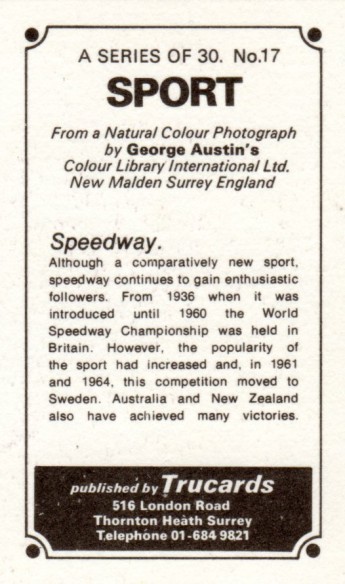 A SERIES OF 30. No.17
SPORT
From a Natural Colour Photograph
by George Austin's
Colour Library International Ltd.
New Malden Surrey England
Speedway.
Although a comparatively new sport,
speedway continues to gain enthusiastic
followers. From 1936 when it was
introduced until 1960 the World
Speedway Championship was held in
Britain. However, the popularity of
the sport had increased and, in 1961
and 1964, this competition moved to
Sweden. Australia and New Zealand
also have achieved many victories.
published by Trucards
516 London Road
Thornton Heath Surrey
Telephone 01-684 9821